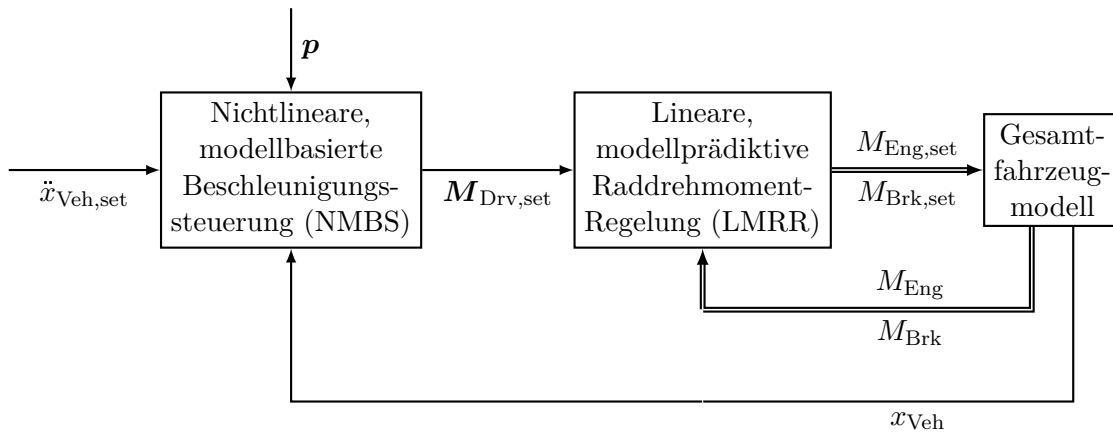 p
Nichtlineare,
modellbasierte
Beschleunigungs-
steuerung (NMBS)
Lineare,
modellprädiktive
Raddrehmoment-
Regelung (LMRR)
Gesamt-
fahrzeug-
modell
ẍVeh,set
MDrv,set
MEng,set
MBrk,set
MEng
MBrk
xVeh